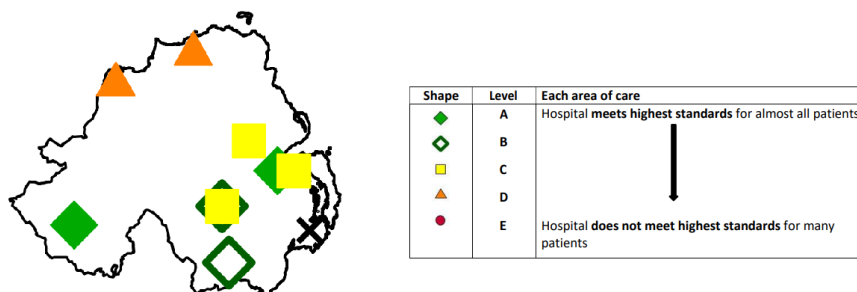 Shape Level Each area of care
A Hospital meets highest standards for almost all patients
B
C
D
E Hospital does not meet highest standards for many
patients